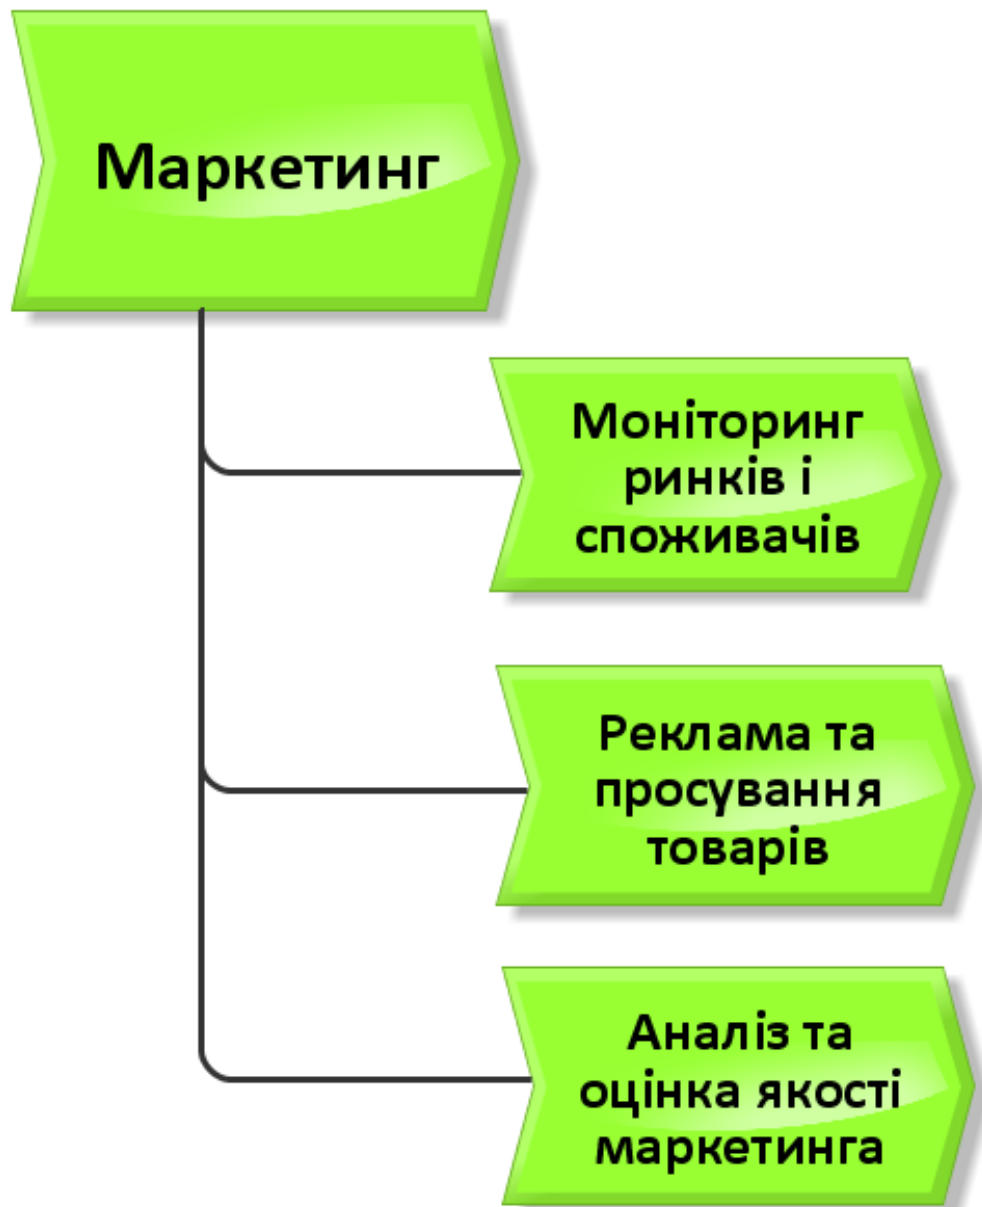 Маркетинг
Моніторинг
ринків і
споживачів
Реклама та
просування
товарів
Аналіз та
оцінка якості
маркетинга